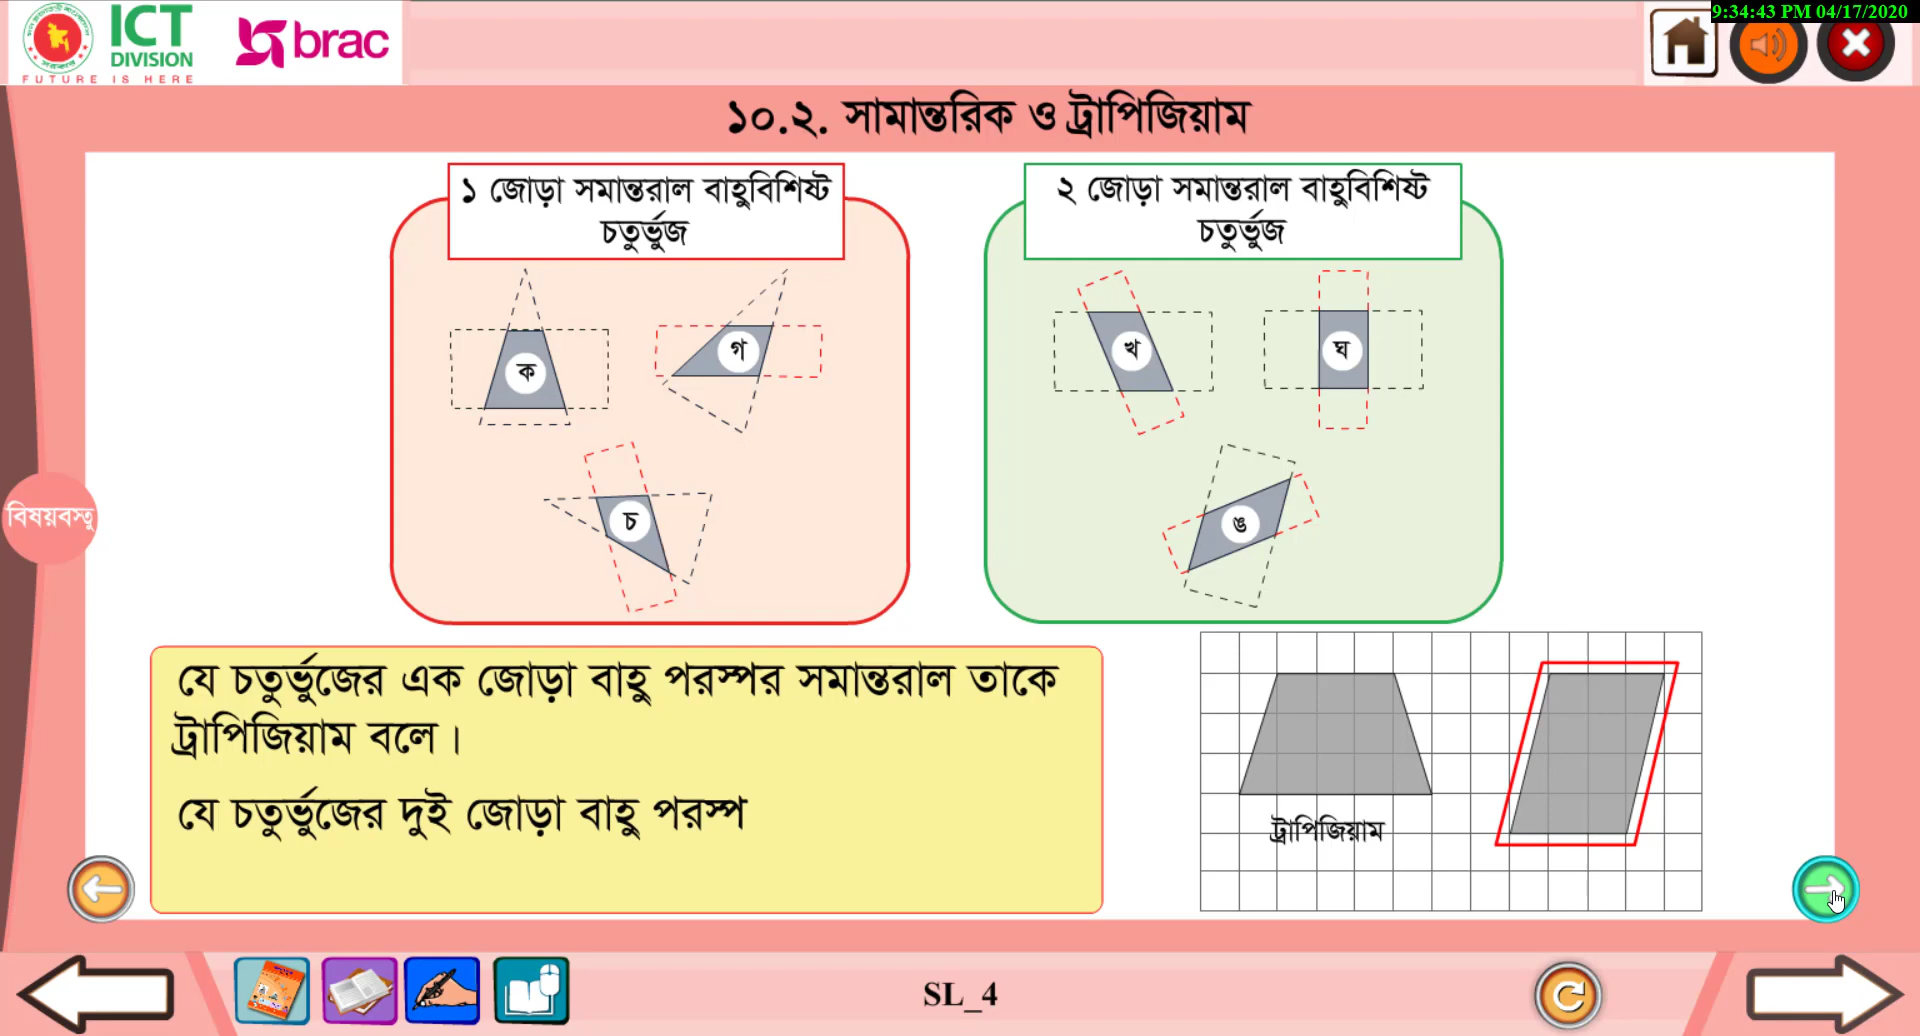 9:34:43 PM 04/17/2020
ICT
DIVISION
FUTURE IS HERE
brac
১০.২. সামান্তরিক ও ট্রাপিজিয়াম
১ জোড়া সমান্তরাল বাহুবিশিষ্ট
চতুর্ভুজ
২ জোড়া সমান্তরাল বাহুবিশিষ্ট
চতুর্ভুজ
ক
গ
চ
খ
ঘ
ঙ
বিষয়বস্তু
যে চতুর্ভুজের এক জোড়া বাহু পরস্পর সমান্তরাল তাকে
ট্রাপিজিয়াম বলে।
যে চতুর্ভুজের দুই জোড়া বাহু পরস্প
ট্রাপিজিয়াম
SL_4